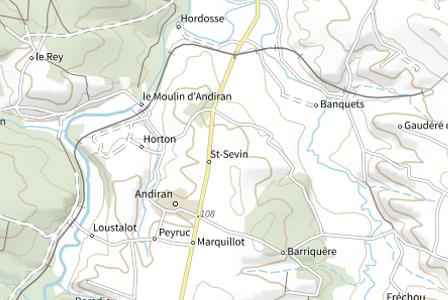 Hordosse
le Rey
le Moulin d'Andiran
Banquets
Gaudéré
Horton
St-Sevin
Andiran
108
Loustalot
Peyruc
Marquillot
Barriquère
Fréchou